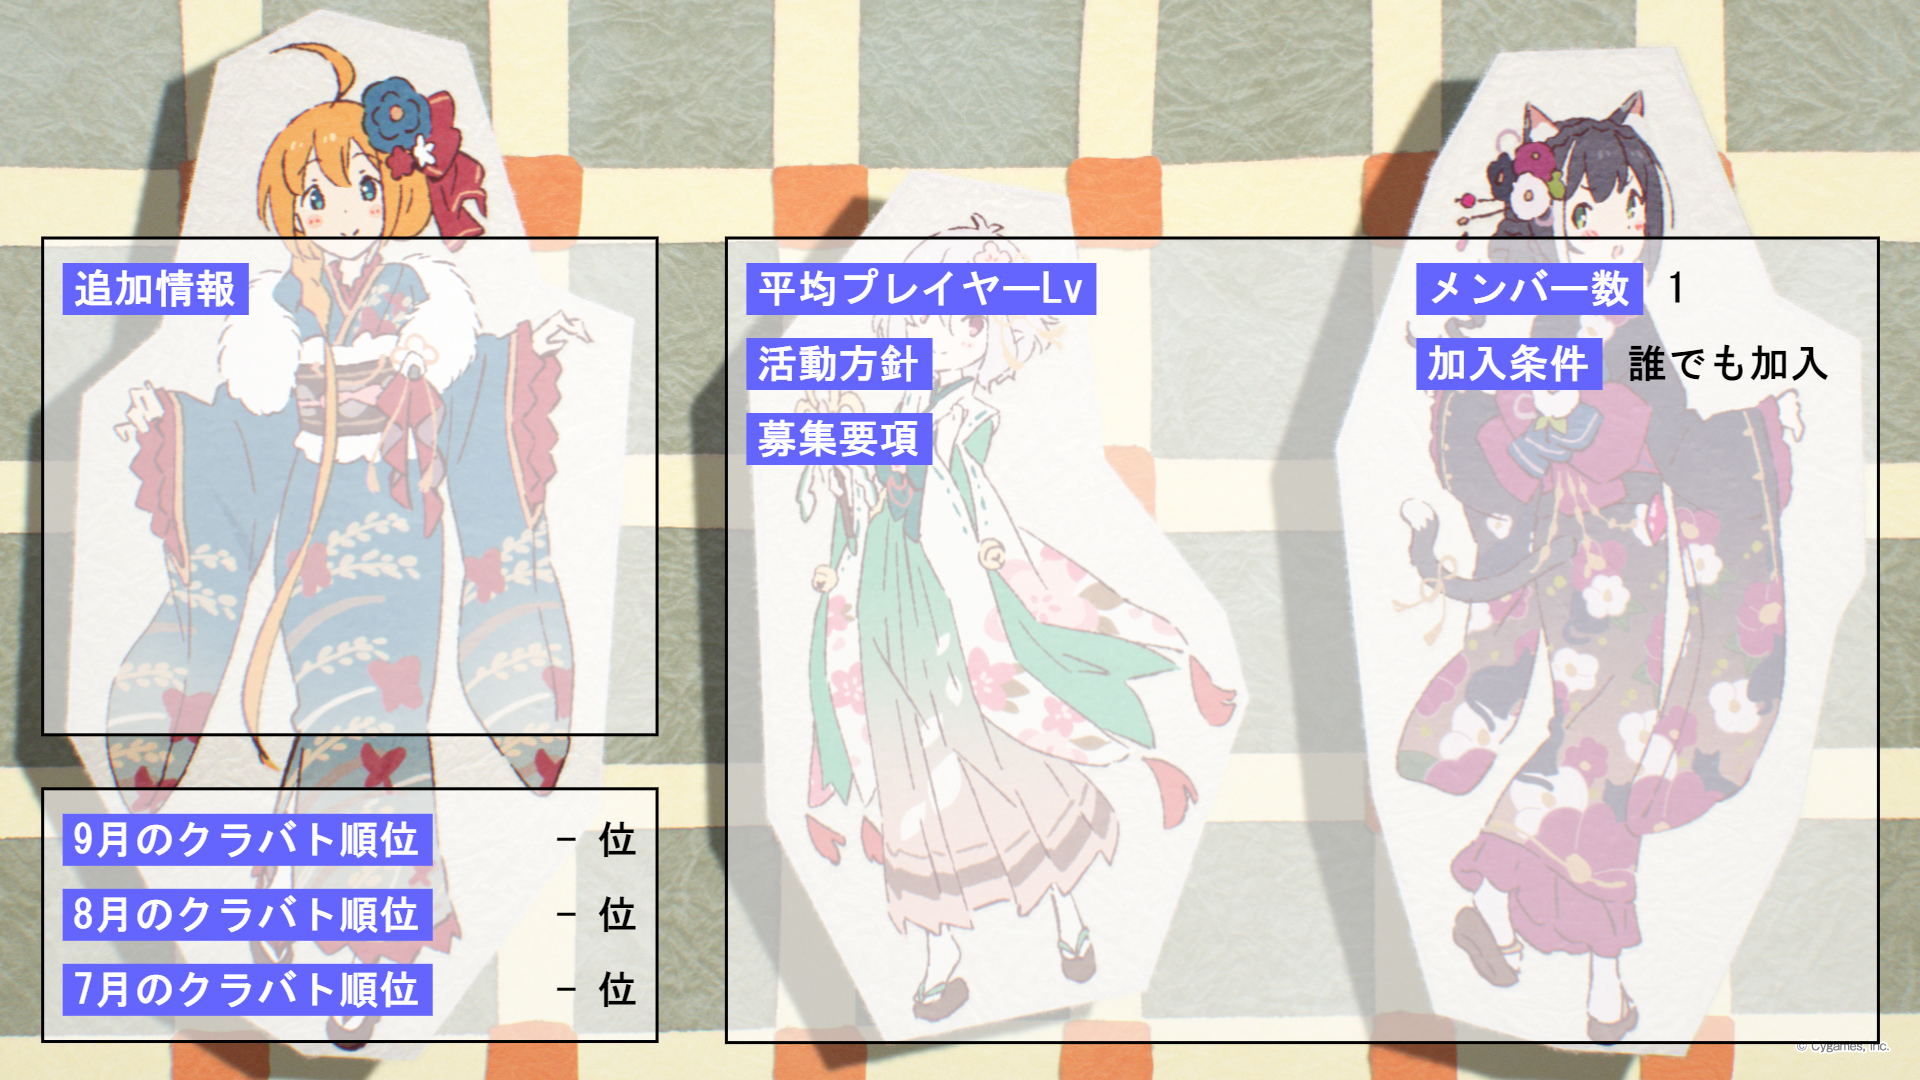 追加情報
9月のクラバト順位 - 位
8月のクラバト順位 - 位
7月のクラバト順位 - 位
平均プレイヤーLv
活動方針
募集要項
メンバー数 1
加入条件 誰でも加入
© Cygames, Inc.